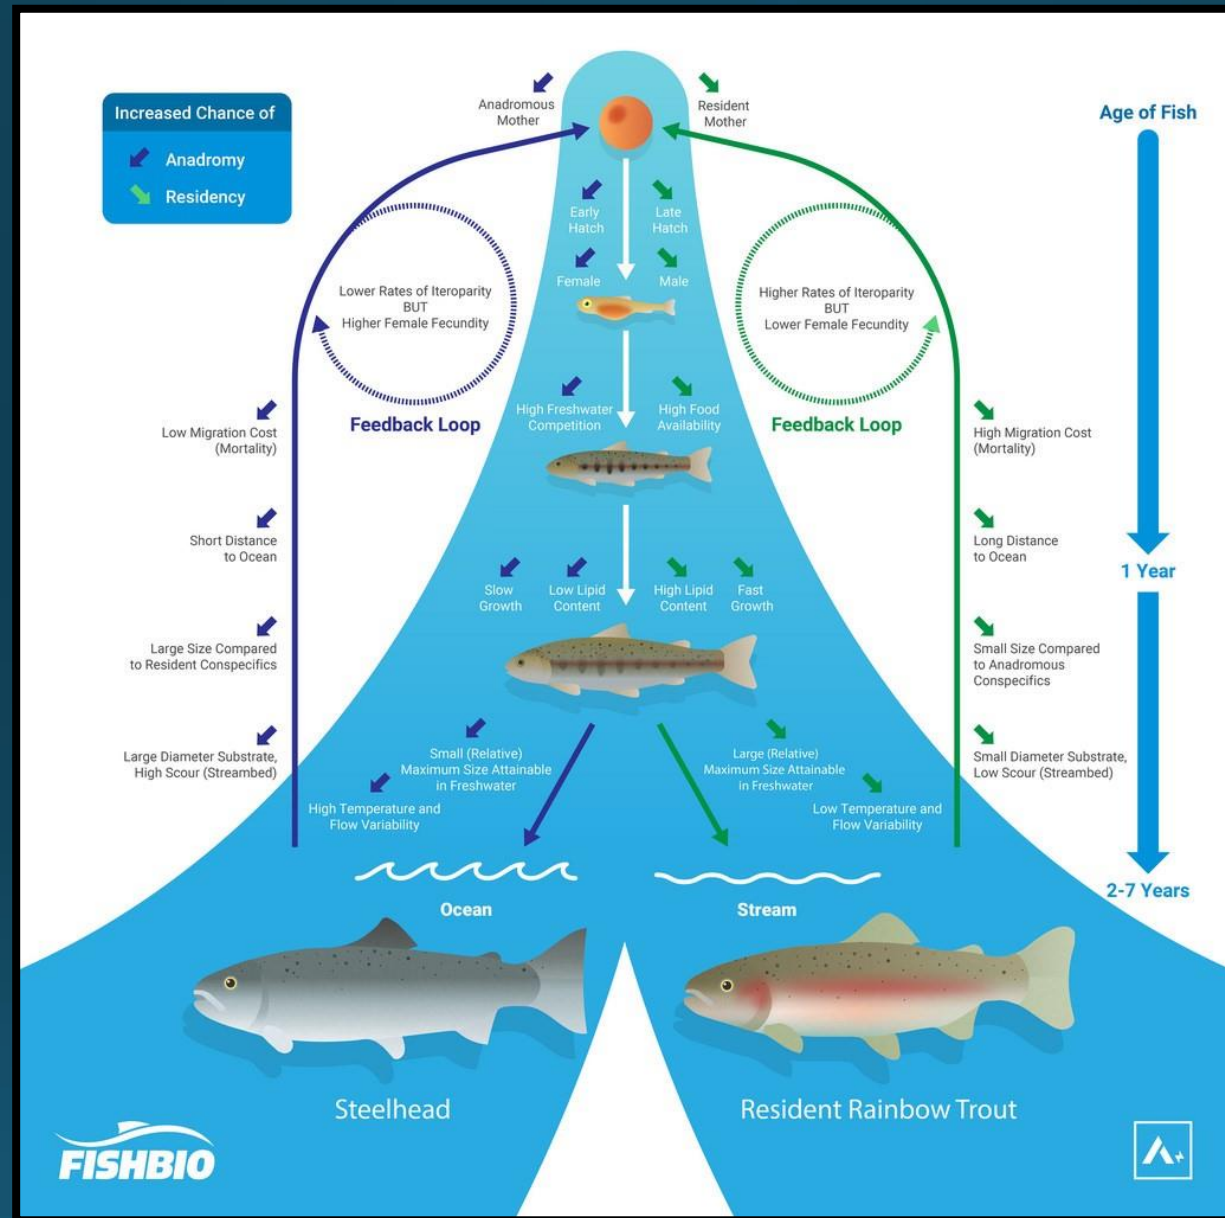 Increased Chance of
Anadromy
Residency
Anadromous
Mother
Resident
Mother
Age of Fish
Early
Hatch
Late
Hatch
Female
Male
Lower Rates of Iteroparity
BUT
Higher Female Fecundity
Feedback Loop
Higher Rates of Iteroparity
BUT
Lower Female Fecundity
Feedback Loop
High Freshwater
Competition
High Food
Availability
Low Migration Cost
(Mortality)
High Migration Cost
(Mortality)
Short Distance
to Ocean
Long Distance
to Ocean
1 Year
Slow
Growth
Low Lipid
Content
High Lipid
Content
Fast
Growth
Large Size Compared
to Resident Conspecifics
Small Size Compared
to Anadromous
Conspecifics
Large Diameter Substrate,
High Scour (Streambed)
Small (Relative)
Maximum Size Attainable
in Freshwater
Large (Relative)
Maximum Size Attainable
in Freshwater
Small Diameter Substrate,
Low Scour (Streambed)
High Temperature and
Flow Variability
Low Temperature and
Flow Variability
2-7 Years
Ocean
Stream
Steelhead
Resident Rainbow Trout
FISHBIO